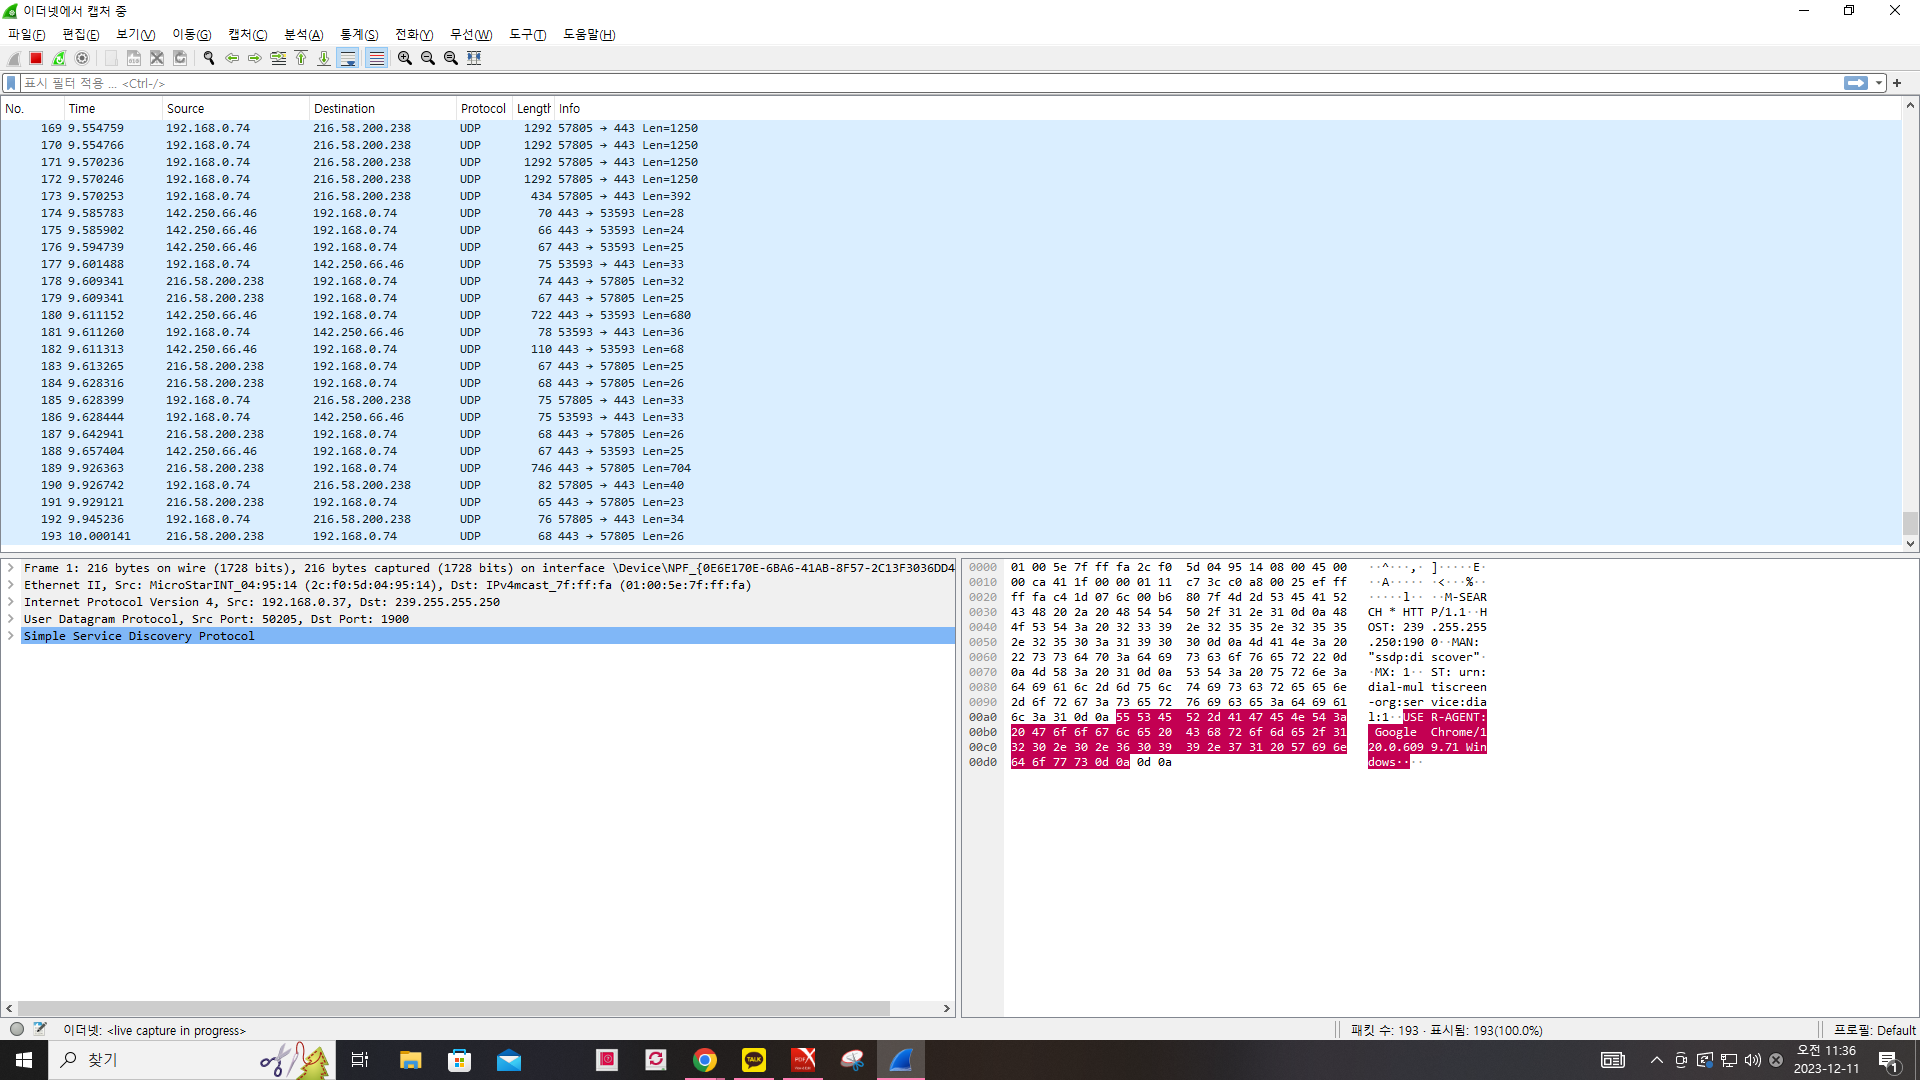 이더넷에서 캡처 중
파일(F) 편집(E) 보기(V) 이동(G) 캡처(C) 분석(A) 통계(S) 전화(Y) 무선(W) 도구(T) 도움말(H)
표시 필터 적용 ... <Ctrl-/>
No. Time Source Destination Protocol Length Info
169 9.554759 192.168.0.74 216.58.200.238 UDP 1292 57805 → 443 Len=1250
170 9.554766 192.168.0.74 216.58.200.238 UDP 1292 57805 → 443 Len=1250
171 9.570236 192.168.0.74 216.58.200.238 UDP 1292 57805 → 443 Len=1250
172 9.570246 192.168.0.74 216.58.200.238 UDP 1292 57805 → 443 Len=1250
173 9.570253 192.168.0.74 216.58.200.238 UDP 434 57805 → 443 Len=392
174 9.585783 142.250.66.46 192.168.0.74 UDP 70 443 → 53593 Len=28
175 9.585902 142.250.66.46 192.168.0.74 UDP 66 443 → 53593 Len=24
176 9.594739 142.250.66.46 192.168.0.74 UDP 67 443 → 53593 Len=25
177 9.601488 192.168.0.74 142.250.66.46 UDP 75 53593 → 443 Len=33
178 9.609341 216.58.200.238 192.168.0.74 UDP 74 443 → 57805 Len=32
179 9.609341 216.58.200.238 192.168.0.74 UDP 67 443 → 57805 Len=25
180 9.611152 142.250.66.46 192.168.0.74 UDP 722 443 → 53593 Len=680
181 9.611260 192.168.0.74 142.250.66.46 UDP 78 53593 → 443 Len=36
182 9.611313 142.250.66.46 192.168.0.74 UDP 110 443 → 53593 Len=68
183 9.613265 216.58.200.238 192.168.0.74 UDP 67 443 → 57805 Len=25
184 9.628316 216.58.200.238 192.168.0.74 UDP 68 443 → 57805 Len=26
185 9.628399 192.168.0.74 216.58.200.238 UDP 75 57805 → 443 Len=33
186 9.628444 192.168.0.74 142.250.66.46 UDP 75 53593 → 443 Len=33
187 9.642941 216.58.200.238 192.168.0.74 UDP 68 443 → 57805 Len=26
188 9.657404 142.250.66.46 192.168.0.74 UDP 67 443 → 53593 Len=25
189 9.926363 216.58.200.238 192.168.0.74 UDP 746 443 → 57805 Len=704
190 9.926742 192.168.0.74 216.58.200.238 UDP 82 57805 → 443 Len=40
191 9.929121 216.58.200.238 192.168.0.74 UDP 65 443 → 57805 Len=23
192 9.945236 192.168.0.74 216.58.200.238 UDP 76 57805 → 443 Len=34
193 10.000141 216.58.200.238 192.168.0.74 UDP 68 443 → 57805 Len=26
Frame 1: 216 bytes on wire (1728 bits), 216 bytes captured (1728 bits) on interface \Device\NPF_{0E6E170E-6BA6-41AB-8F57-2C13F3036DD4
Ethernet II, Src: MicroStarINT_04:95:14 (2c:f0:5d:04:95:14), Dst: IPv4mcast_7f:ff:fa (01:00:5e:7f:ff:fa)
Internet Protocol Version 4, Src: 192.168.0.37, Dst: 239.255.255.250
User Datagram Protocol, Src Port: 50205, Dst Port: 1900
Simple Service Discovery Protocol
0000 01 00 5e 7f ff fa 2c f0 5d 04 95 14 08 00 45 00 ··^···,· ]·····E·
0010 00 ca 41 1f 00 00 01 11 c7 3c c0 a8 00 25 ef ff ··A····· ·<···%··
0020 ff fa c4 1d 07 6c 00 b6 80 7f 4d 2d 53 45 41 52 ·····l·· ··M-SEAR
0030 43 48 20 2a 20 48 54 54 50 2f 31 2e 31 0d 0a 48 CH * HTT P/1.1··H
0040 4f 53 54 3a 20 32 33 39 2e 32 35 35 2e 32 35 35 OST: 239 .255.255
0050 2e 32 35 30 3a 31 39 30 30 0d 0a 4d 41 4e 3a 20 .250:190 0··MAN:
0060 22 73 73 64 70 3a 64 69 73 63 6f 76 65 72 22 0d "ssdp:di scover"·
0070 0a 4d 58 3a 20 31 0d 0a 53 54 3a 20 75 72 6e 3a ·MX: 1·· ST: urn:
0080 64 69 61 6c 2d 6d 75 6c 74 69 73 63 72 65 65 6e dial-mul tiscreen
0090 2d 6f 72 67 3a 73 65 72 76 69 63 65 3a 64 69 61 -org:ser vice:dia
00a0 6c 3a 31 0d 0a 55 53 45 52 2d 41 47 45 4e 54 3a l:1··USE R-AGENT:
00b0 20 47 6f 6f 67 6c 65 20 43 68 72 6f 6d 65 2f 31 Google Chrome/1
00c0 32 30 2e 30 2e 36 30 39 39 2e 37 31 20 57 69 6e 20.0.609 9.71 Win
00d0 64 6f 77 73 0d 0a 0d 0a dows····
이더넷: <live capture in progress> 패킷 수: 193 · 표시됨: 193(100.0%) 프로필: Default
찾기
TALK
오전 11:36
2023-12-11
1